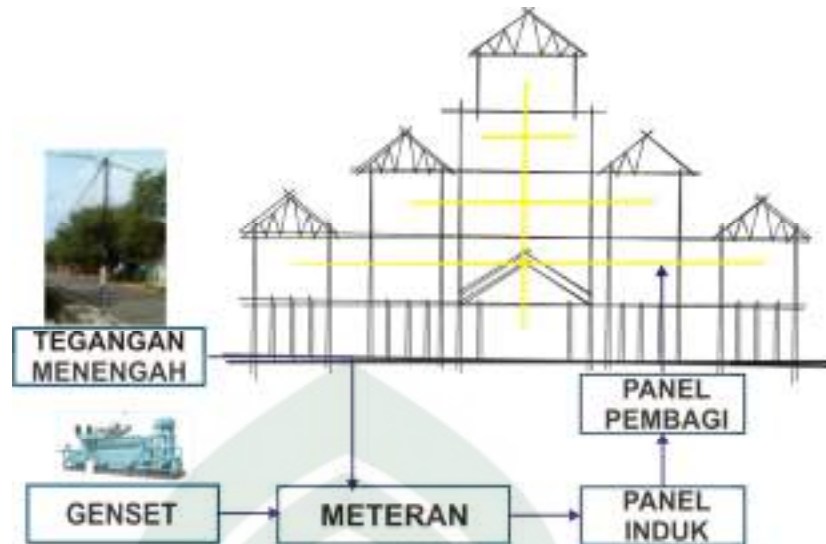 TEGANGAN
MENENGAH
PANEL
PEMBAGI
GENSET
METERAN
PANEL
INDUK